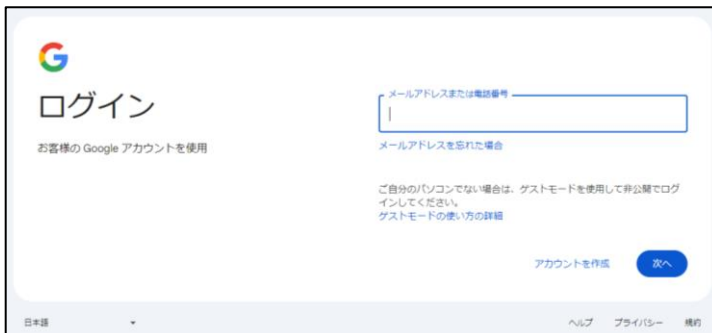 ログイン
お客様の Google アカウントを使用
メールアドレスまたは電話番号
メールアドレスを忘れた場合
ご自分のパソコンでない場合は、ゲストモードを使用して非公開でログ
インしてください。
ゲストモードの使い方の詳細
アカウントを作成
次へ
日本語
ヘルプ プライバシー 規約